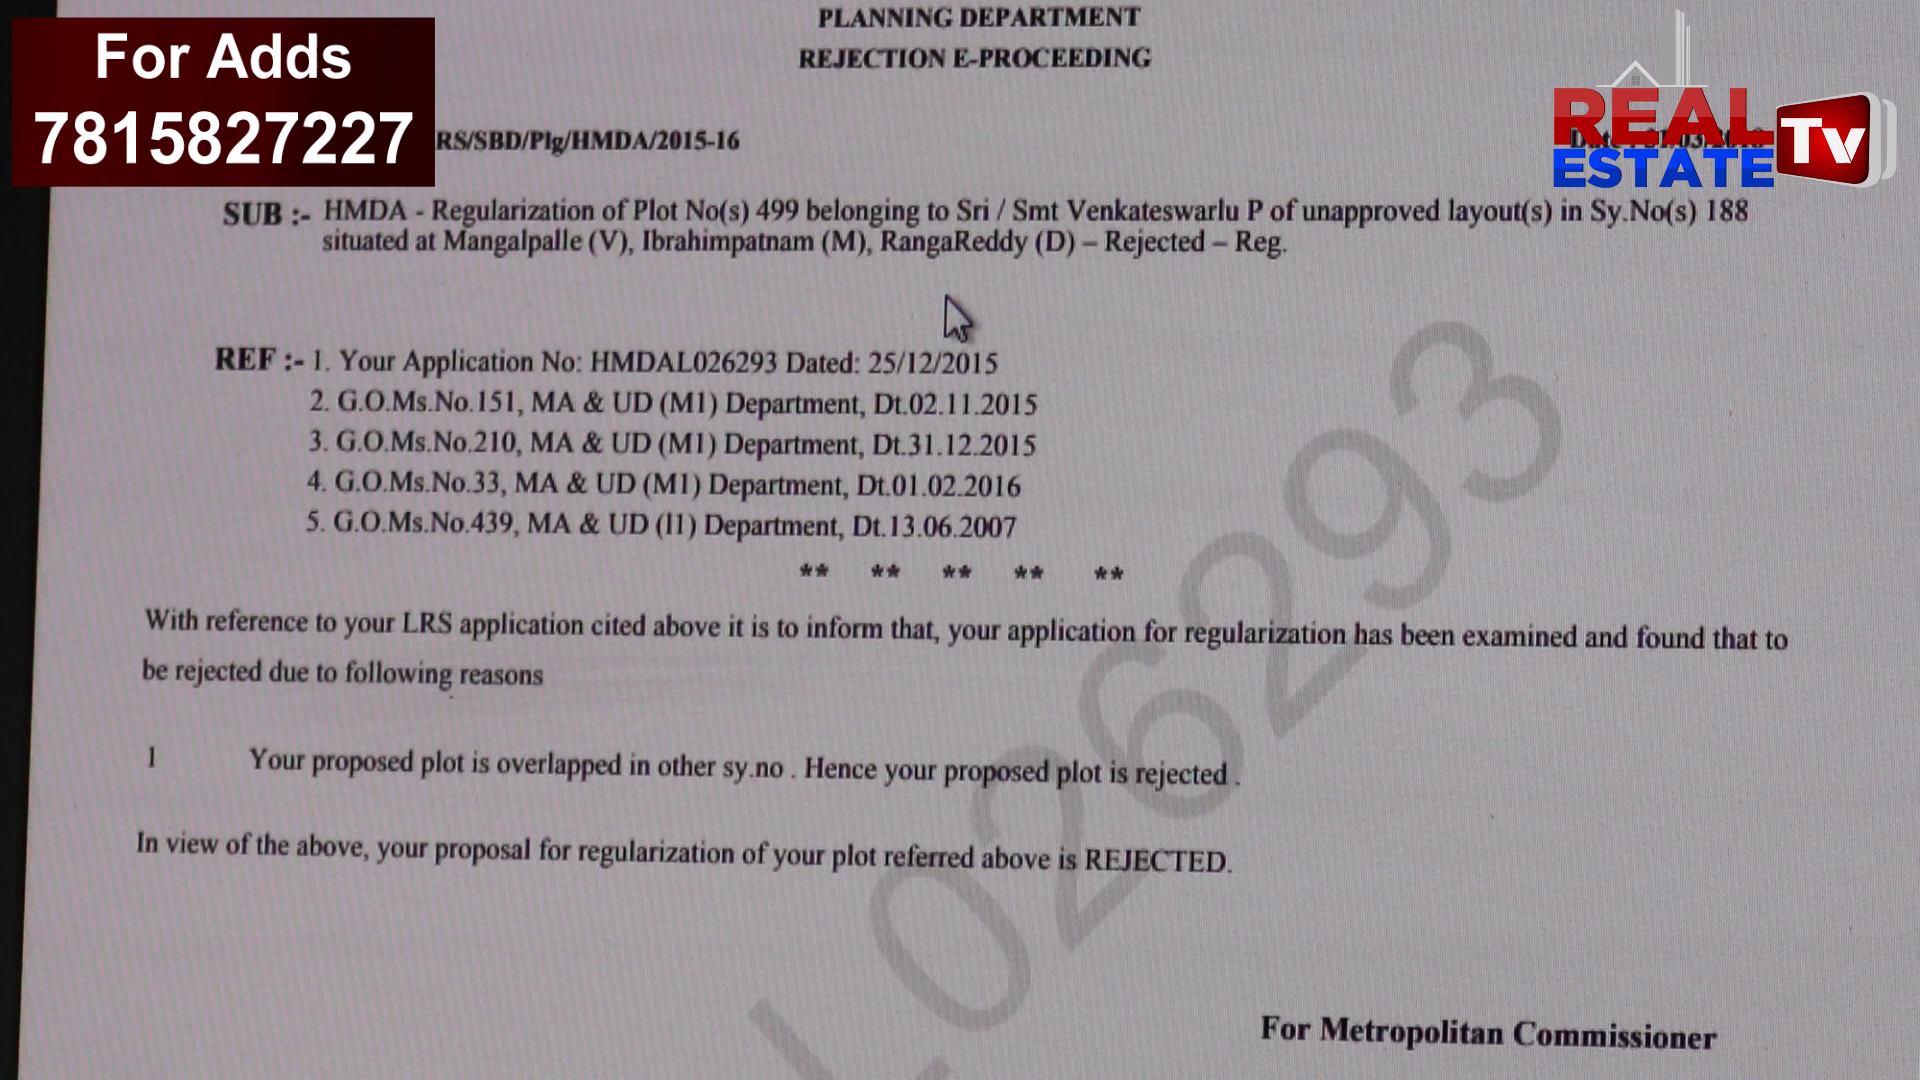 PLANNING DEPARTMENT
REJECTION E-PROCEEDING
For Adds
7815827227
RS/SBD/Plg/HMDA/2015-16
REAL
ESTATE
Tv
SUB :- HMDA - Regularization of Plot No(s) 499 belonging to Sri / Smt Venkateswarlu P of unapproved layout(s) in Sy.No(s) 188
situated at Mangalpalle (V), Ibrahimpatnam (M), RangaReddy (D) – Rejected – Reg.
REF :- 1. Your Application No: HMDAL026293 Dated: 25/12/2015
2. G.O.Ms.No.151, MA & UD (M1) Department, Dt.02.11.2015
3. G.O.Ms.No.210, MA & UD (M1) Department, Dt.31.12.2015
4. G.O.Ms.No.33, MA & UD (M1) Department, Dt.01.02.2016
5. G.O.Ms.No.439, MA & UD (I1) Department, Dt.13.06.2007
** ** ** ** **
With reference to your LRS application cited above it is to inform that, your application for regularization has been examined and found that to
be rejected due to following reasons
1 Your proposed plot is overlapped in other sy.no . Hence your proposed plot is rejected .
In view of the above, your proposal for regularization of your plot referred above is REJECTED.
L026293
For Metropolitan Commissioner